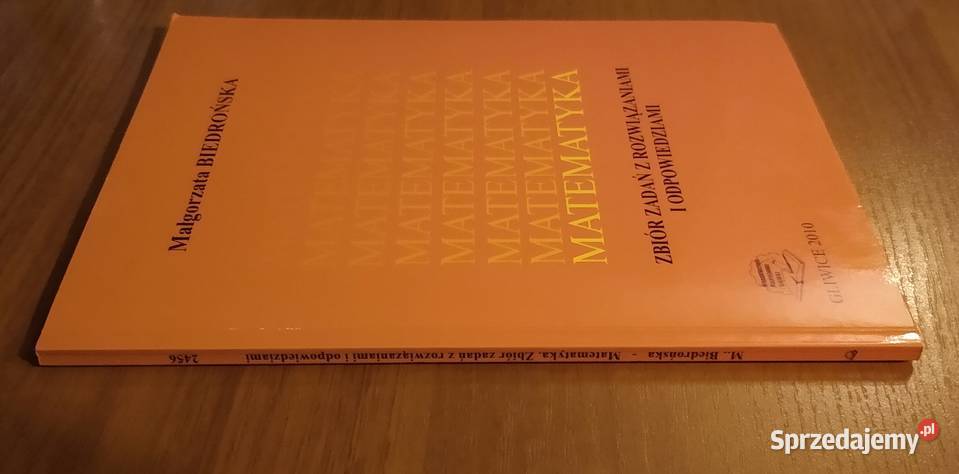 Małgorzata BIEDROŃSKA
MATEMATYKA
MATEMATYKA
MATEMATYKA
MATEMATYKA
MATEMATYKA
MATEMATYKA
MATEMATYKA
ZBIÓR ZADAŃ Z ROZWIĄZANIAMI
I ODPOWIEDZIAMI
GLIWICE 2010
M.. Biedrońska - Matematyka. Zbiór zadań z rozwiązaniami i odpowiedziami 2456
Sprzedajemy.pl